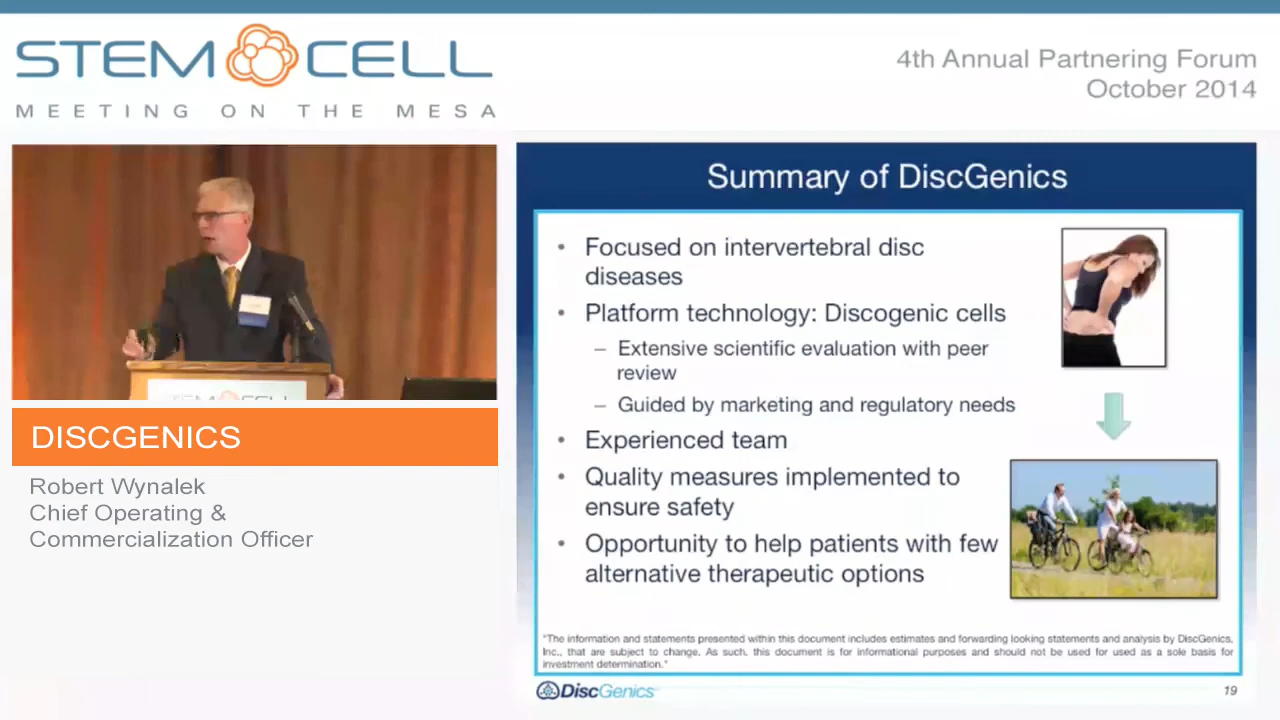 STEM CELL
MEETING ON THE MESA
4th Annual Partnering Forum
October 2014
DISCGENICS
Robert Wynalek
Chief Operating &
Commercialization Officer
Summary of DiscGenics
• Focused on intervertebral disc
diseases
• Platform technology: Discogenic cells
– Extensive scientific evaluation with peer
review
– Guided by marketing and regulatory needs
• Experienced team
• Quality measures implemented to
ensure safety
• Opportunity to help patients with few
alternative therapeutic options
"The information and statements presented within this document includes estimates and forwarding looking statements and analysis by DiscGenics,
Inc., that are subject to change. As such, this document is for informational purposes and should not be used for used as a sole basis for
investment determination."
DiscGenics
19